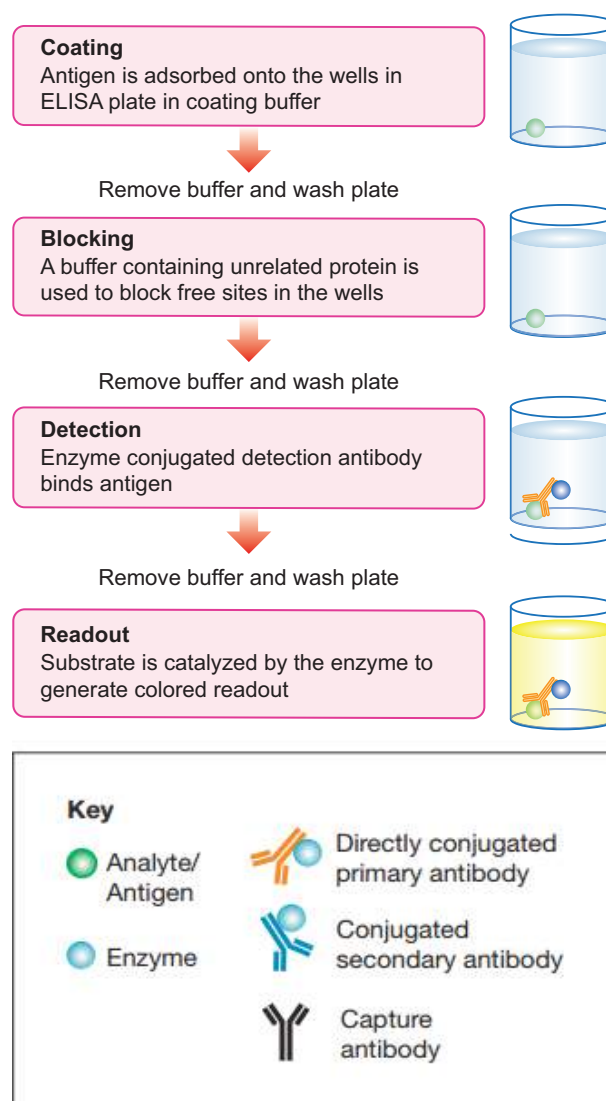 Coating
Antigen is adsorbed onto the wells in
ELISA plate in coating buffer
Remove buffer and wash plate
Blocking
A buffer containing unrelated protein is
used to block free sites in the wells
Remove buffer and wash plate
Detection
Enzyme conjugated detection antibody
binds antigen
Remove buffer and wash plate
Readout
Substrate is catalyzed by the enzyme to
generate colored readout
Key
Analyte/
Antigen
Enzyme
Directly conjugated
primary antibody
Conjugated
secondary antibody
Capture
antibody